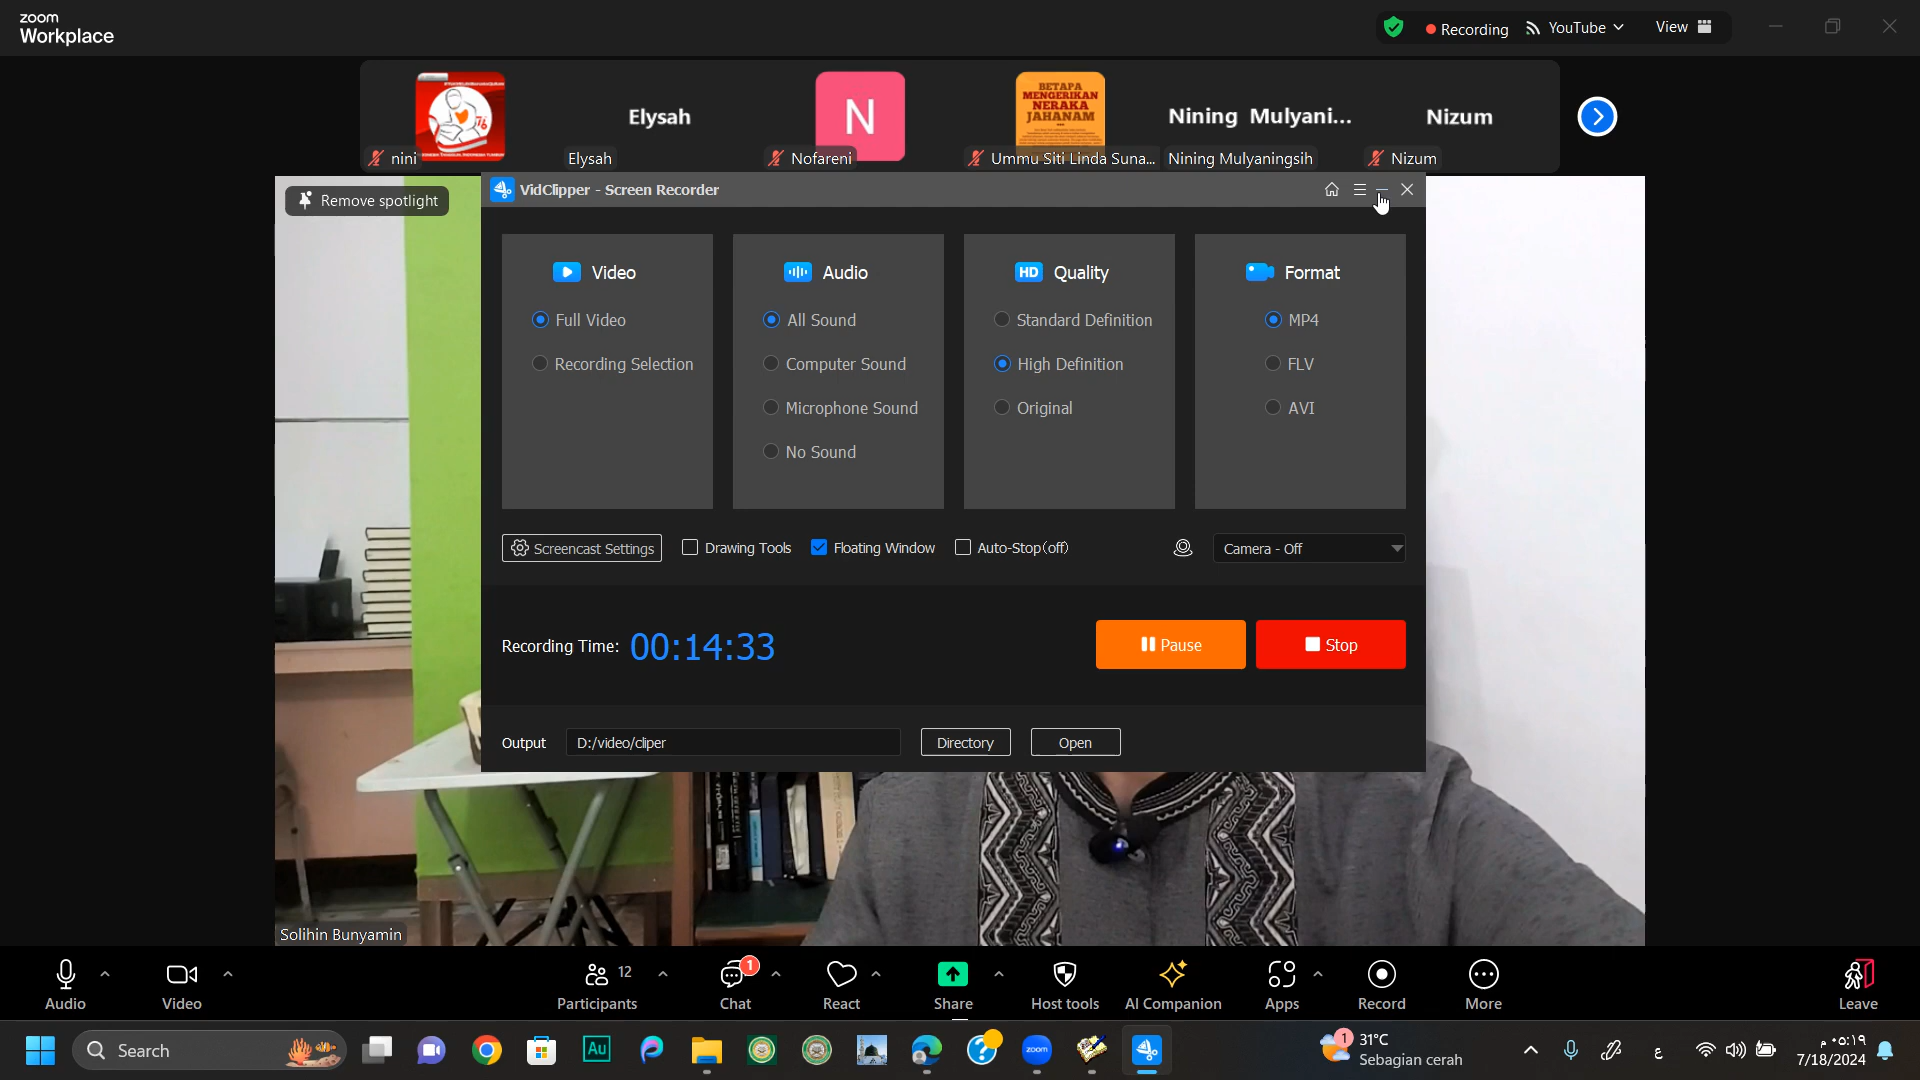 zoom
Workplace
Recording
YouTube
View
BETAPA
MENGERIKAN
NERAKA
JAHANAM
N
Elysah
Nining Mulyani...
Nizum
nini
Elysah
Nofareni
Ummu Siti Linda Suna...
Nining Mulyaningsih
Nizum
Remove spotlight
VidClipper - Screen Recorder
Video
Full Video
Recording Selection
Audio
All Sound
Computer Sound
Microphone Sound
No Sound
HD Quality
Standard Definition
High Definition
Original
Format
MP4
FLV
AVI
Screencast Settings
Drawing Tools
Floating Window
Auto-Stop(off)
Camera - Off
Recording Time: 00:14:33
Pause
Stop
Output
D:/video/cliper
Directory
Open
Solihin Bunyamin
Audio
Video
12
Participants
1
Chat
React
Share
Host tools
AI Companion
Apps
Record
More
Leave
Search
Au
zoom
1
31°C
Sebagian cerah
ع
٠٥:١٩ م
7/18/2024